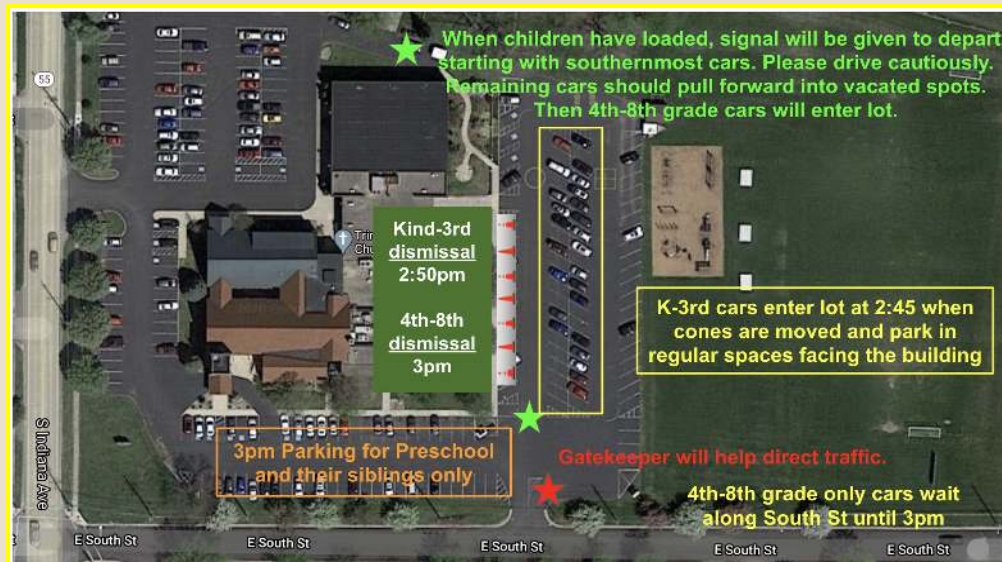 When children have loaded, signal will be given to depart
starting with southernmost cars. Please drive cautiously.
Remaining cars should pull forward into vacated spots.
Then 4th-8th grade cars will enter lot.
55
Kind-3rd
dismissal
2:50pm
4th-8th
dismissal
3pm
K-3rd cars enter lot at 2:45 when
cones are moved and park in
regular spaces facing the building
S Indiana Ave
3pm Parking for Preschool
and their siblings only
Gatekeeper will help direct traffic.
4th-8th grade only cars wait
along South St until 3pm
E South St
E South St
E South St
E South St
E South St